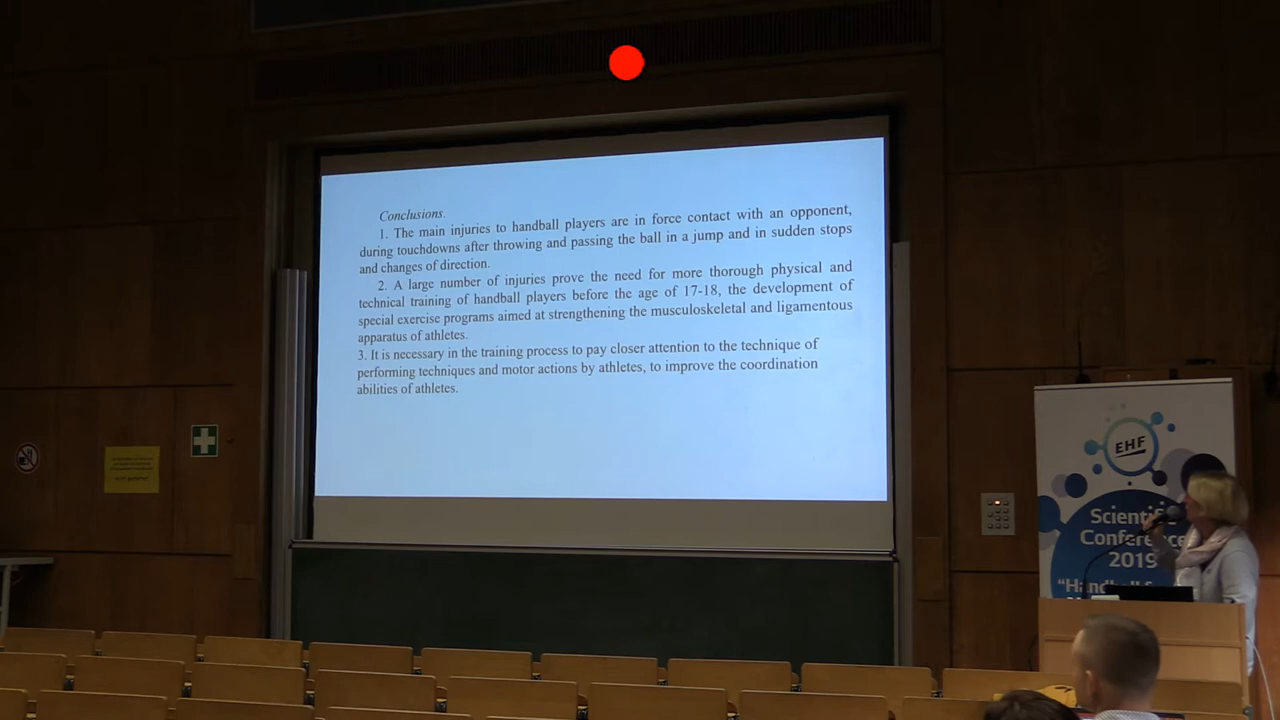 Conclusions.
1. The main injuries to handball players are in force contact with an opponent,
during touchdowns after throwing and passing the ball in a jump and in sudden stops
and changes of direction.
2. A large number of injuries prove the need for more thorough physical and
technical training of handball players before the age of 17-18, the development of
special exercise programs aimed at strengthening the musculoskeletal and ligamentous
apparatus of athletes.
3. It is necessary in the training process to pay closer attention to the technique of
performing techniques and motor actions by athletes, to improve the coordination
abilities of athletes.
EHF
Scientific
Conference
2019